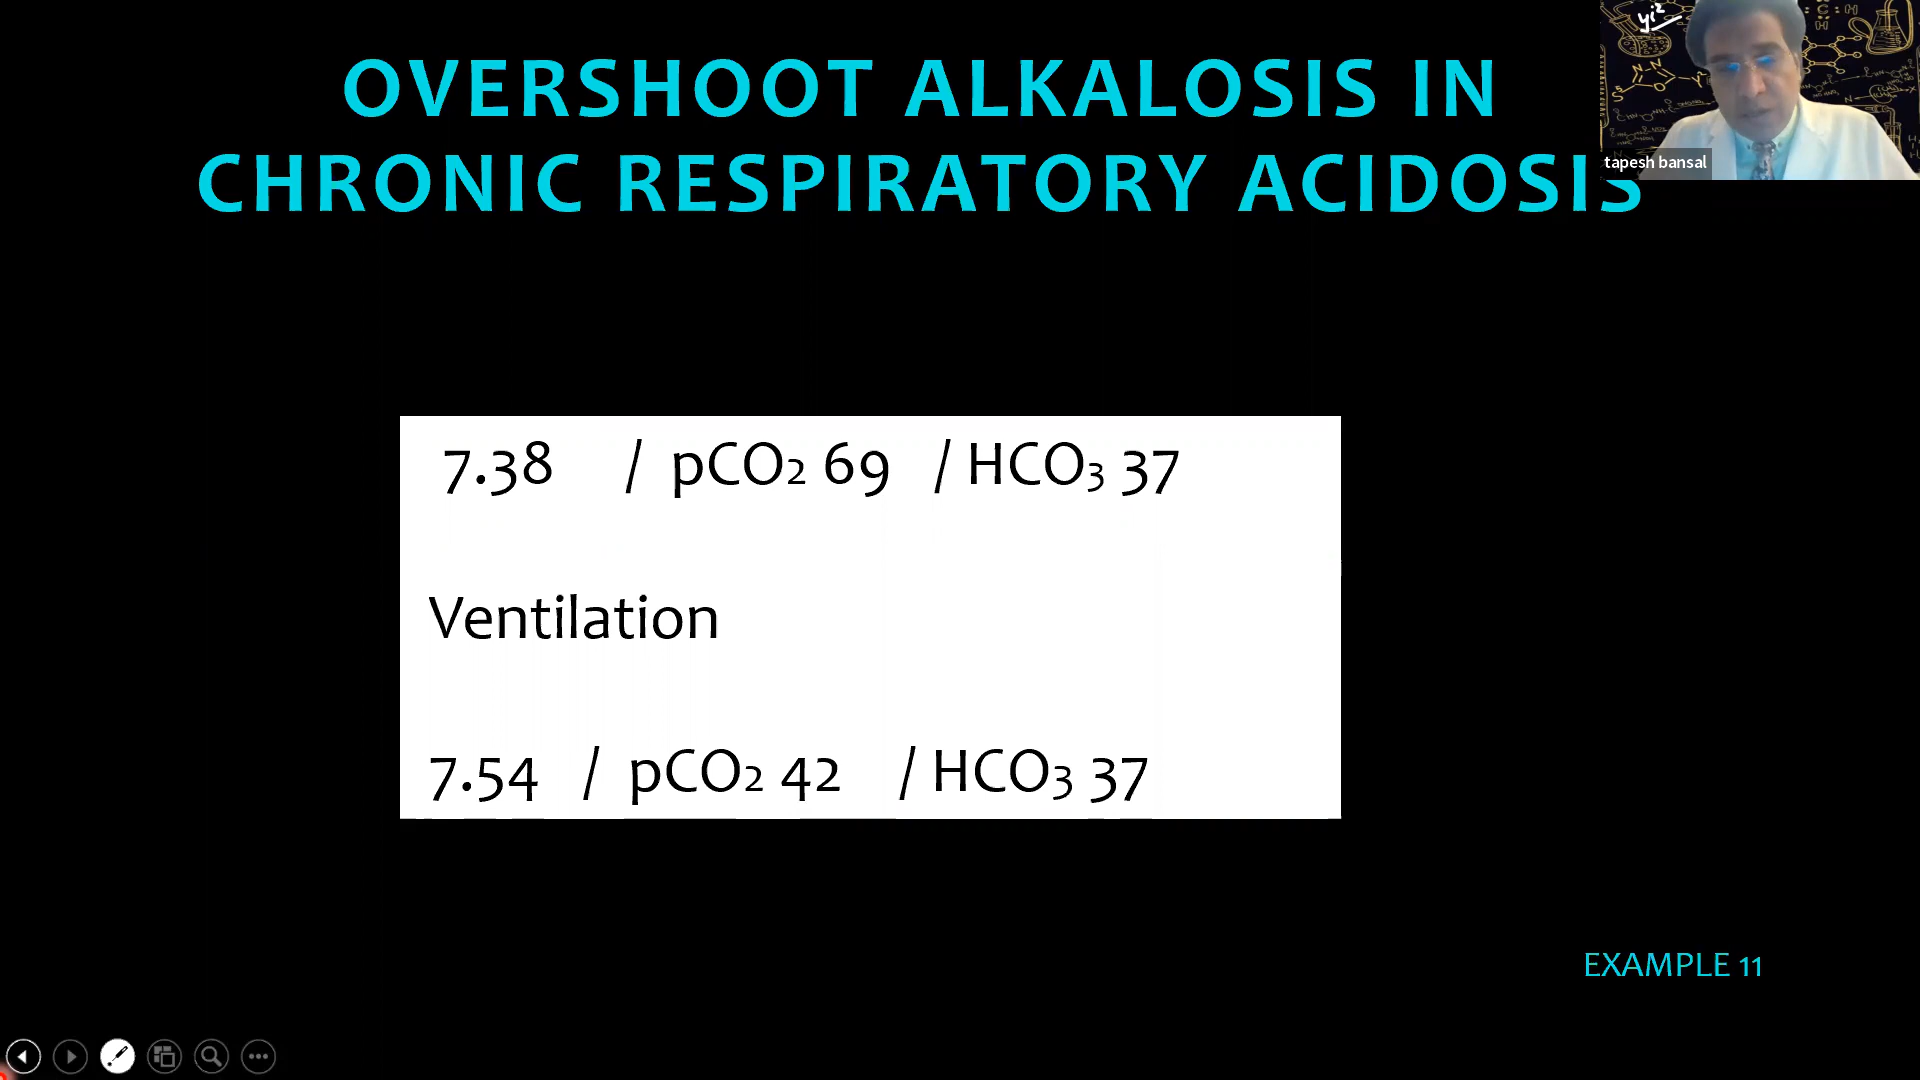 OVERSHOOT ALKALOSIS IN
CHRONIC RESPIRATORY ACIDOSIS
tapesh bansal
7.38 / pCO₂ 69 / HCO₃ 37
Ventilation
7.54 / pCO₂ 42 / HCO₃ 37
EXAMPLE 11